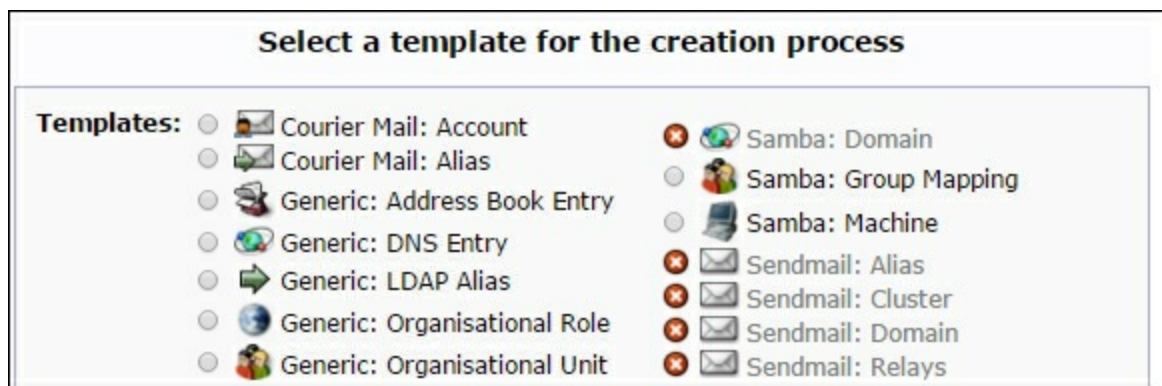 Select a template for the creation process
Templates:
Courier Mail: Account
Courier Mail: Alias
Generic: Address Book Entry
Generic: DNS Entry
Generic: LDAP Alias
Generic: Organisational Role
Generic: Organisational Unit
Samba: Domain
Samba: Group Mapping
Samba: Machine
Sendmail: Alias
Sendmail: Cluster
Sendmail: Domain
Sendmail: Relays